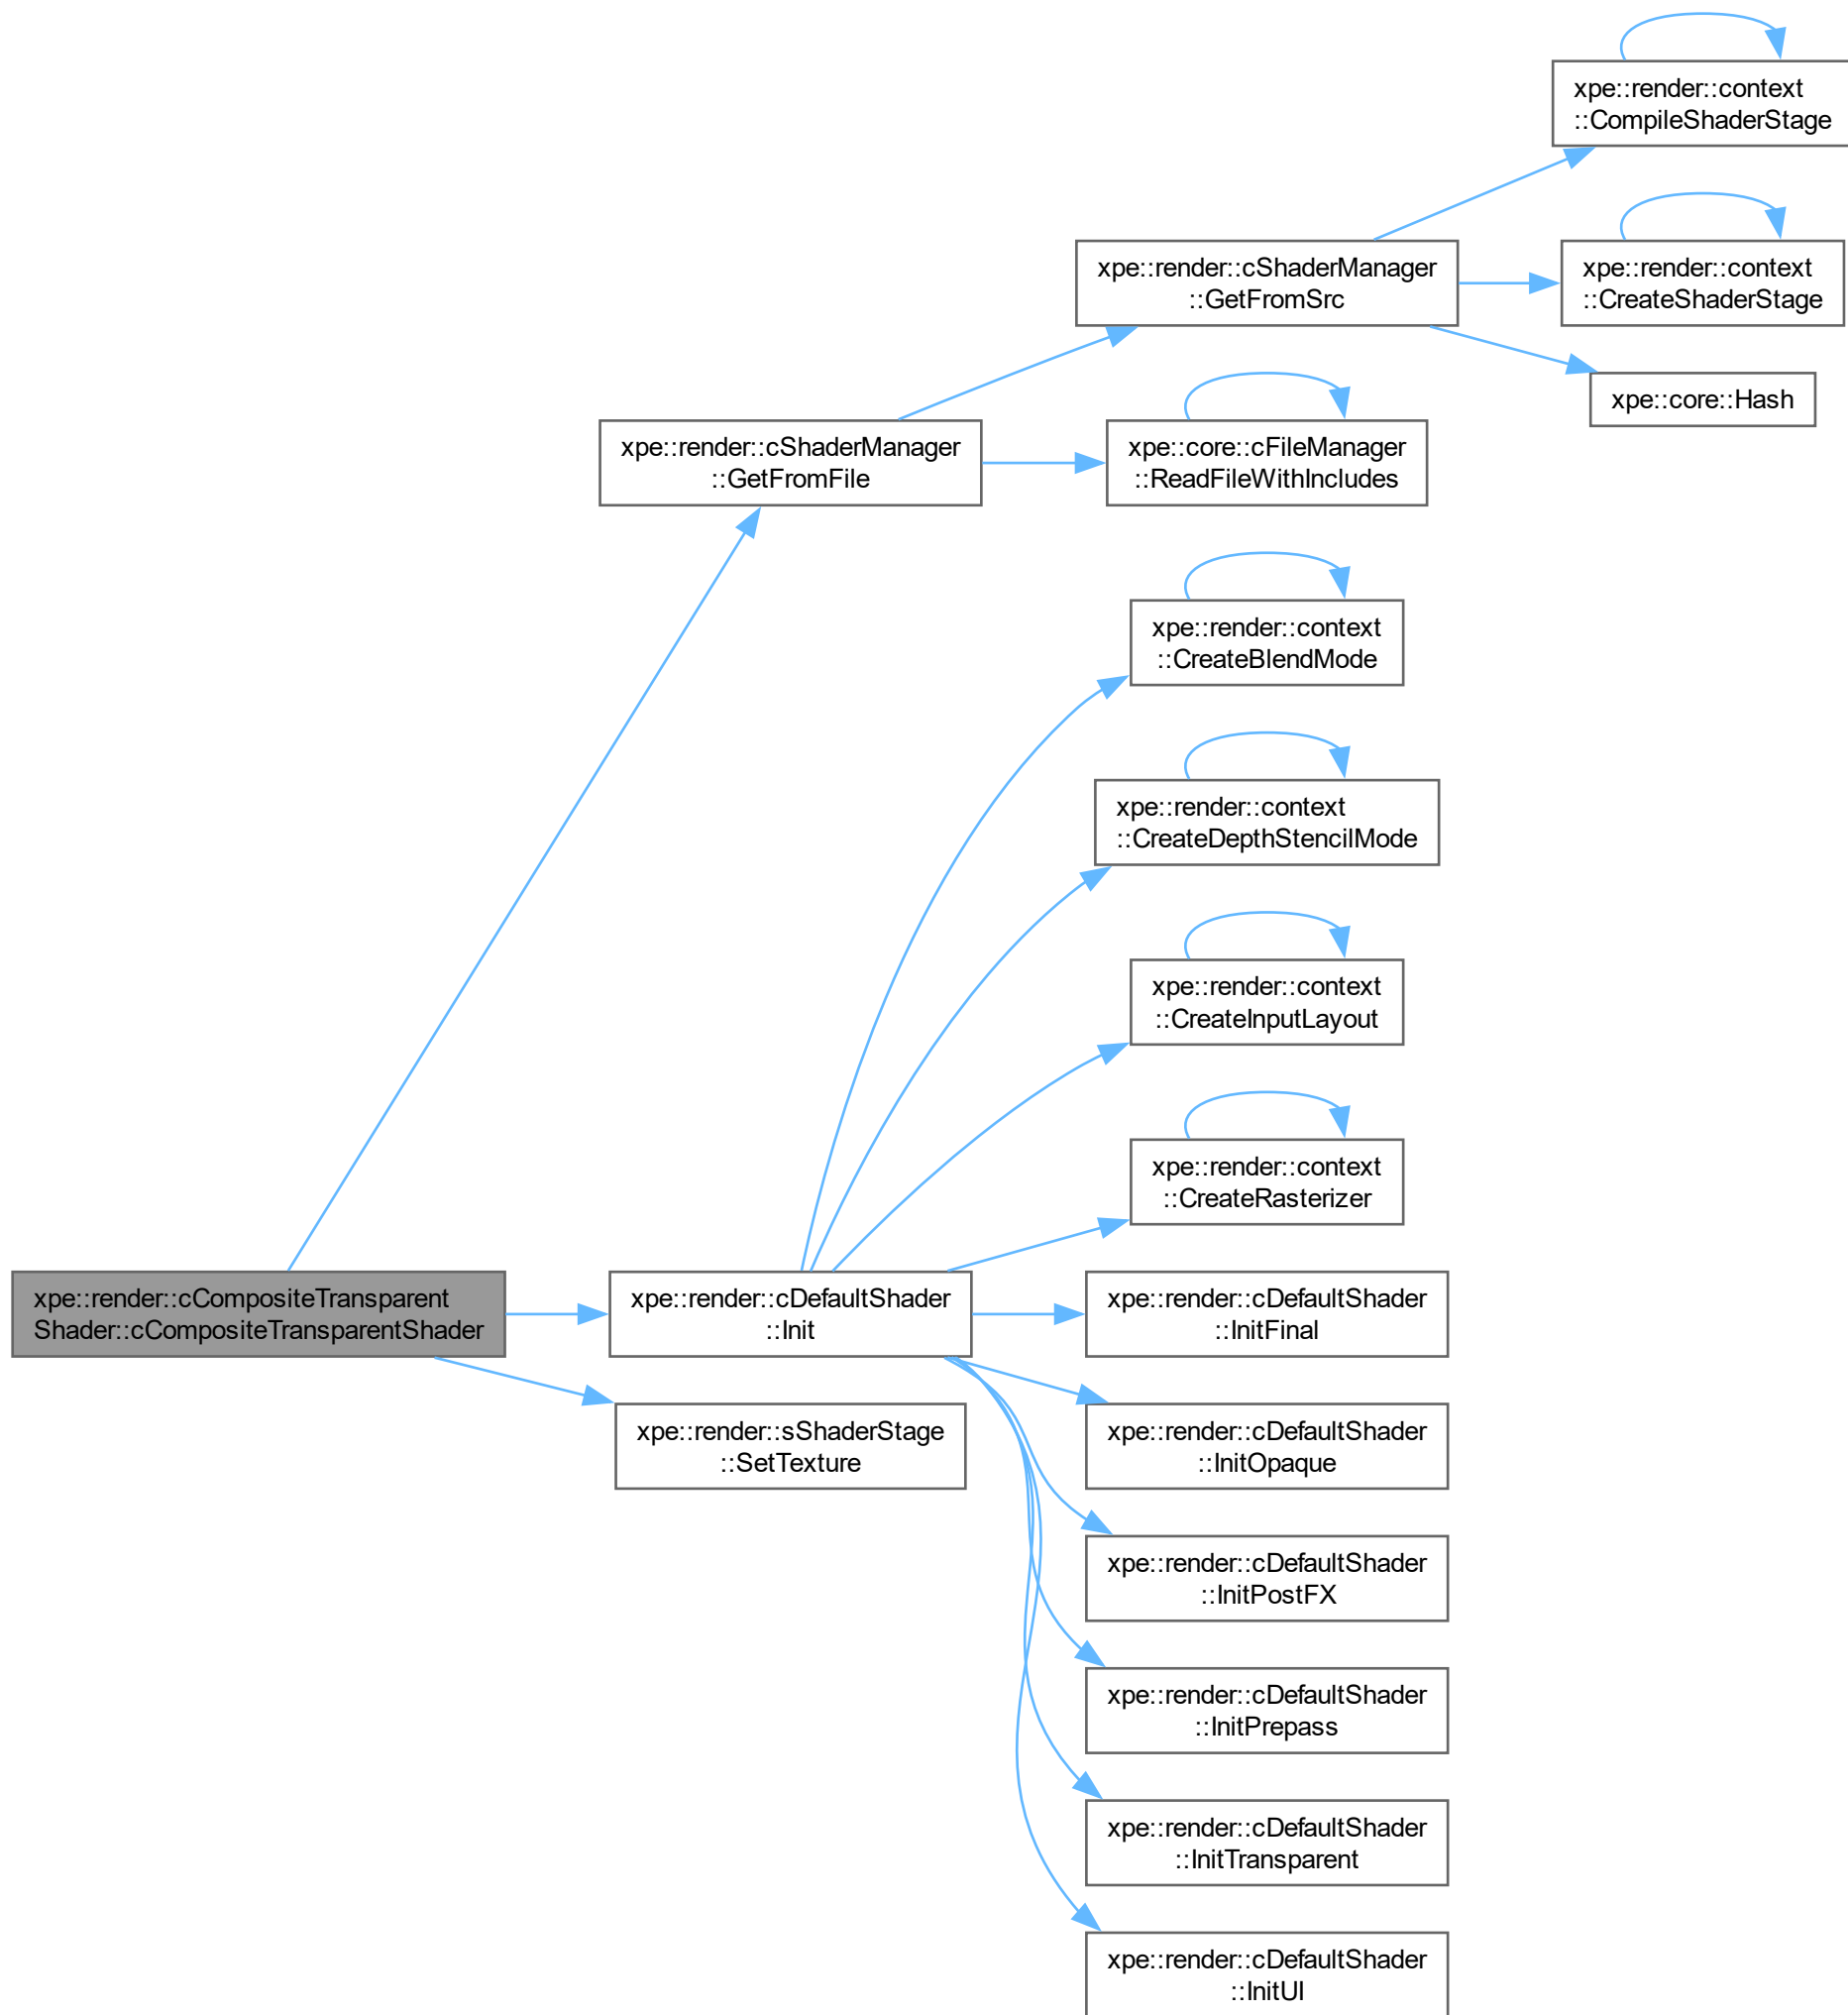 xpe::render::context
::CompileShaderStage
xpe::render::cShaderManager
::GetFromSrc
xpe::render::context
::CreateShaderStage
xpe::core::Hash
xpe::render::cShaderManager
::GetFromFile
xpe::core::cFileManager
::ReadFileWithIncludes
xpe::render::context
::CreateBlendMode
xpe::render::context
::CreateDepthStencilMode
xpe::render::context
::CreateInputLayout
xpe::render::context
::CreateRasterizer
xpe::render::cCompositeTransparent
Shader::cCompositeTransparentShader
xpe::render::cDefaultShader
::Init
xpe::render::cDefaultShader
::InitFinal
xpe::render::sShaderStage
::SetTexture
xpe::render::cDefaultShader
::InitOpaque
xpe::render::cDefaultShader
::InitPostFX
xpe::render::cDefaultShader
::InitPrepass
xpe::render::cDefaultShader
::InitTransparent
xpe::render::cDefaultShader
::InitUI